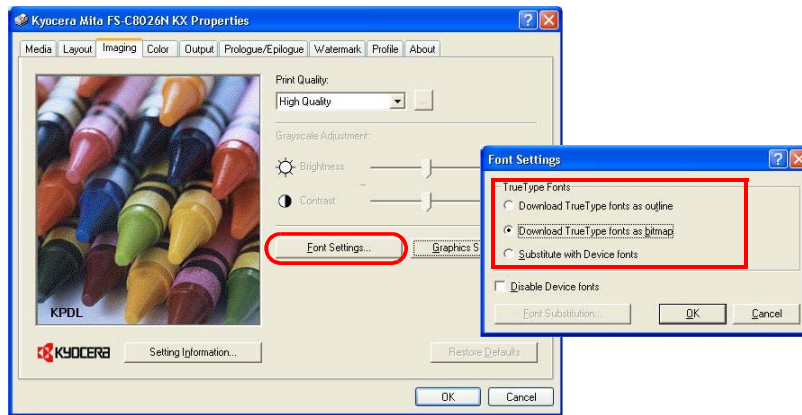 Kyocera Mita FS-C8026N KX Properties
Media Layout Imaging Color Output Prologue/Epilogue Watermark Profile About
Print Quality:
High Quality
...
Grayscale Adjustment:
Brightness
Contrast
Font Settings...
Graphics S
KPDL
KYOCERA
Setting Information...
Restore Defaults
OK Cancel
Font Settings
TrueType Fonts
Download TrueType fonts as outline
Download TrueType fonts as bitmap
Substitute with Device fonts
Disable Device fonts
Font Substitution...
OK Cancel